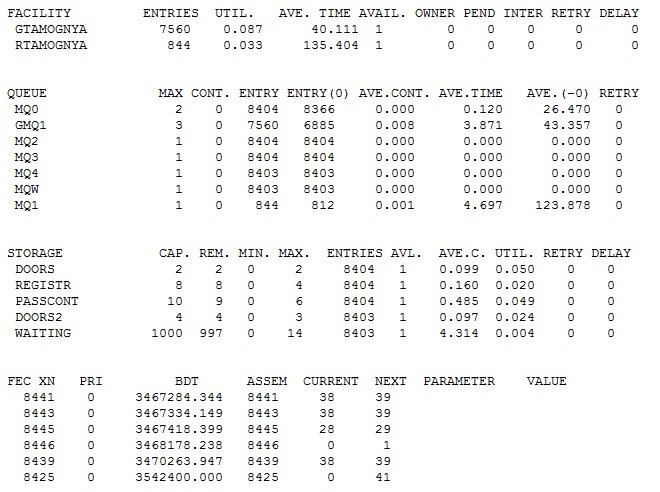 FACILITY ENTRIES UTIL. AVE. TIME AVAIL. OWNER PEND INTER RETRY DELAY
GTAMOGNYA 7560 0.087 40.111 1 0 0 0 0 0
RTAMOGNYA 844 0.033 135.404 1 0 0 0 0 0
QUEUE MAX CONT. ENTRY ENTRY(0) AVE.CONT. AVE.TIME AVE.(-0) RETRY
MQ0 2 0 8404 8366 0.000 0.120 26.470 0
GMQ1 3 0 7560 6885 0.008 3.871 43.357 0
MQ2 1 0 8404 8404 0.000 0.000 0.000 0
MQ3 1 0 8404 8404 0.000 0.000 0.000 0
MQ4 1 0 8403 8403 0.000 0.000 0.000 0
MQW 1 0 8403 8403 0.000 0.000 0.000 0
MQ1 1 0 844 812 0.001 4.697 123.878 0
STORAGE CAP. REM. MIN. MAX. ENTRIES AVL. AVE.C. UTIL. RETRY DELAY
DOORS 2 2 0 2 8404 1 0.099 0.050 0 0
REGISTR 8 8 0 4 8404 1 0.160 0.020 0 0
PASSCONT 10 9 0 6 8404 1 0.485 0.049 0 0
DOORS2 4 4 0 3 8403 1 0.097 0.024 0 0
WAITING 1000 997 0 14 8403 1 4.314 0.004 0 0
FEC XN PRI BDT ASSEM CURRENT NEXT PARAMETER VALUE
8441 0 3467284.344 8441 38 39
8443 0 3467334.149 8443 38 39
8445 0 3467418.399 8445 28 29
8446 0 3468178.238 8446 0 1
8439 0 3470263.947 8439 38 39
8425 0 3542400.000 8425 0 41